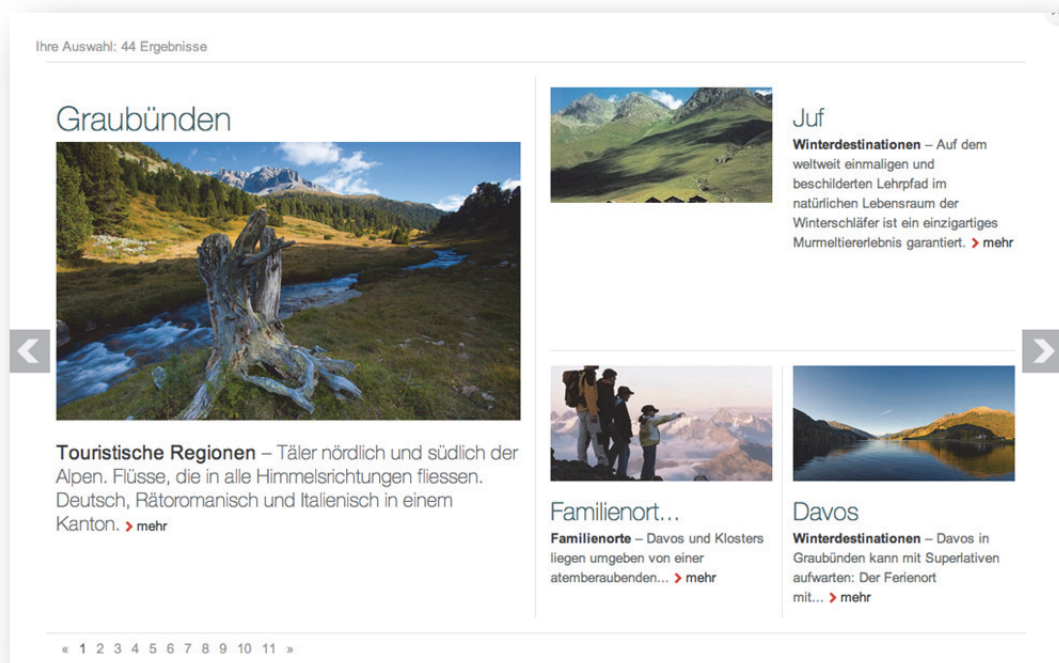 Ihre Auswahl: 44 Ergebnisse
Graubünden
Touristische Regionen – Täler nördlich und südlich der
Alpen. Flüsse, die in alle Himmelsrichtungen fliessen.
Deutsch, Rätoromanisch und Italienisch in einem
Kanton. > mehr
Juf
Winterdestinationen – Auf dem
weltweit einmaligen und
beschilderten Lehrpfad im
natürlichen Lebensraum der
Winterschläfer ist ein einzigartiges
Murmeltiererlebnis garantiert. > mehr
Familienort...
Familienorte – Davos und Klosters
liegen umgeben von einer
atemberaubenden... > mehr
Davos
Winterdestinationen – Davos in
Graubünden kann mit Superlativen
aufwarten: Der Ferienort
mit... > mehr
« 1 2 3 4 5 6 7 8 9 10 11 »